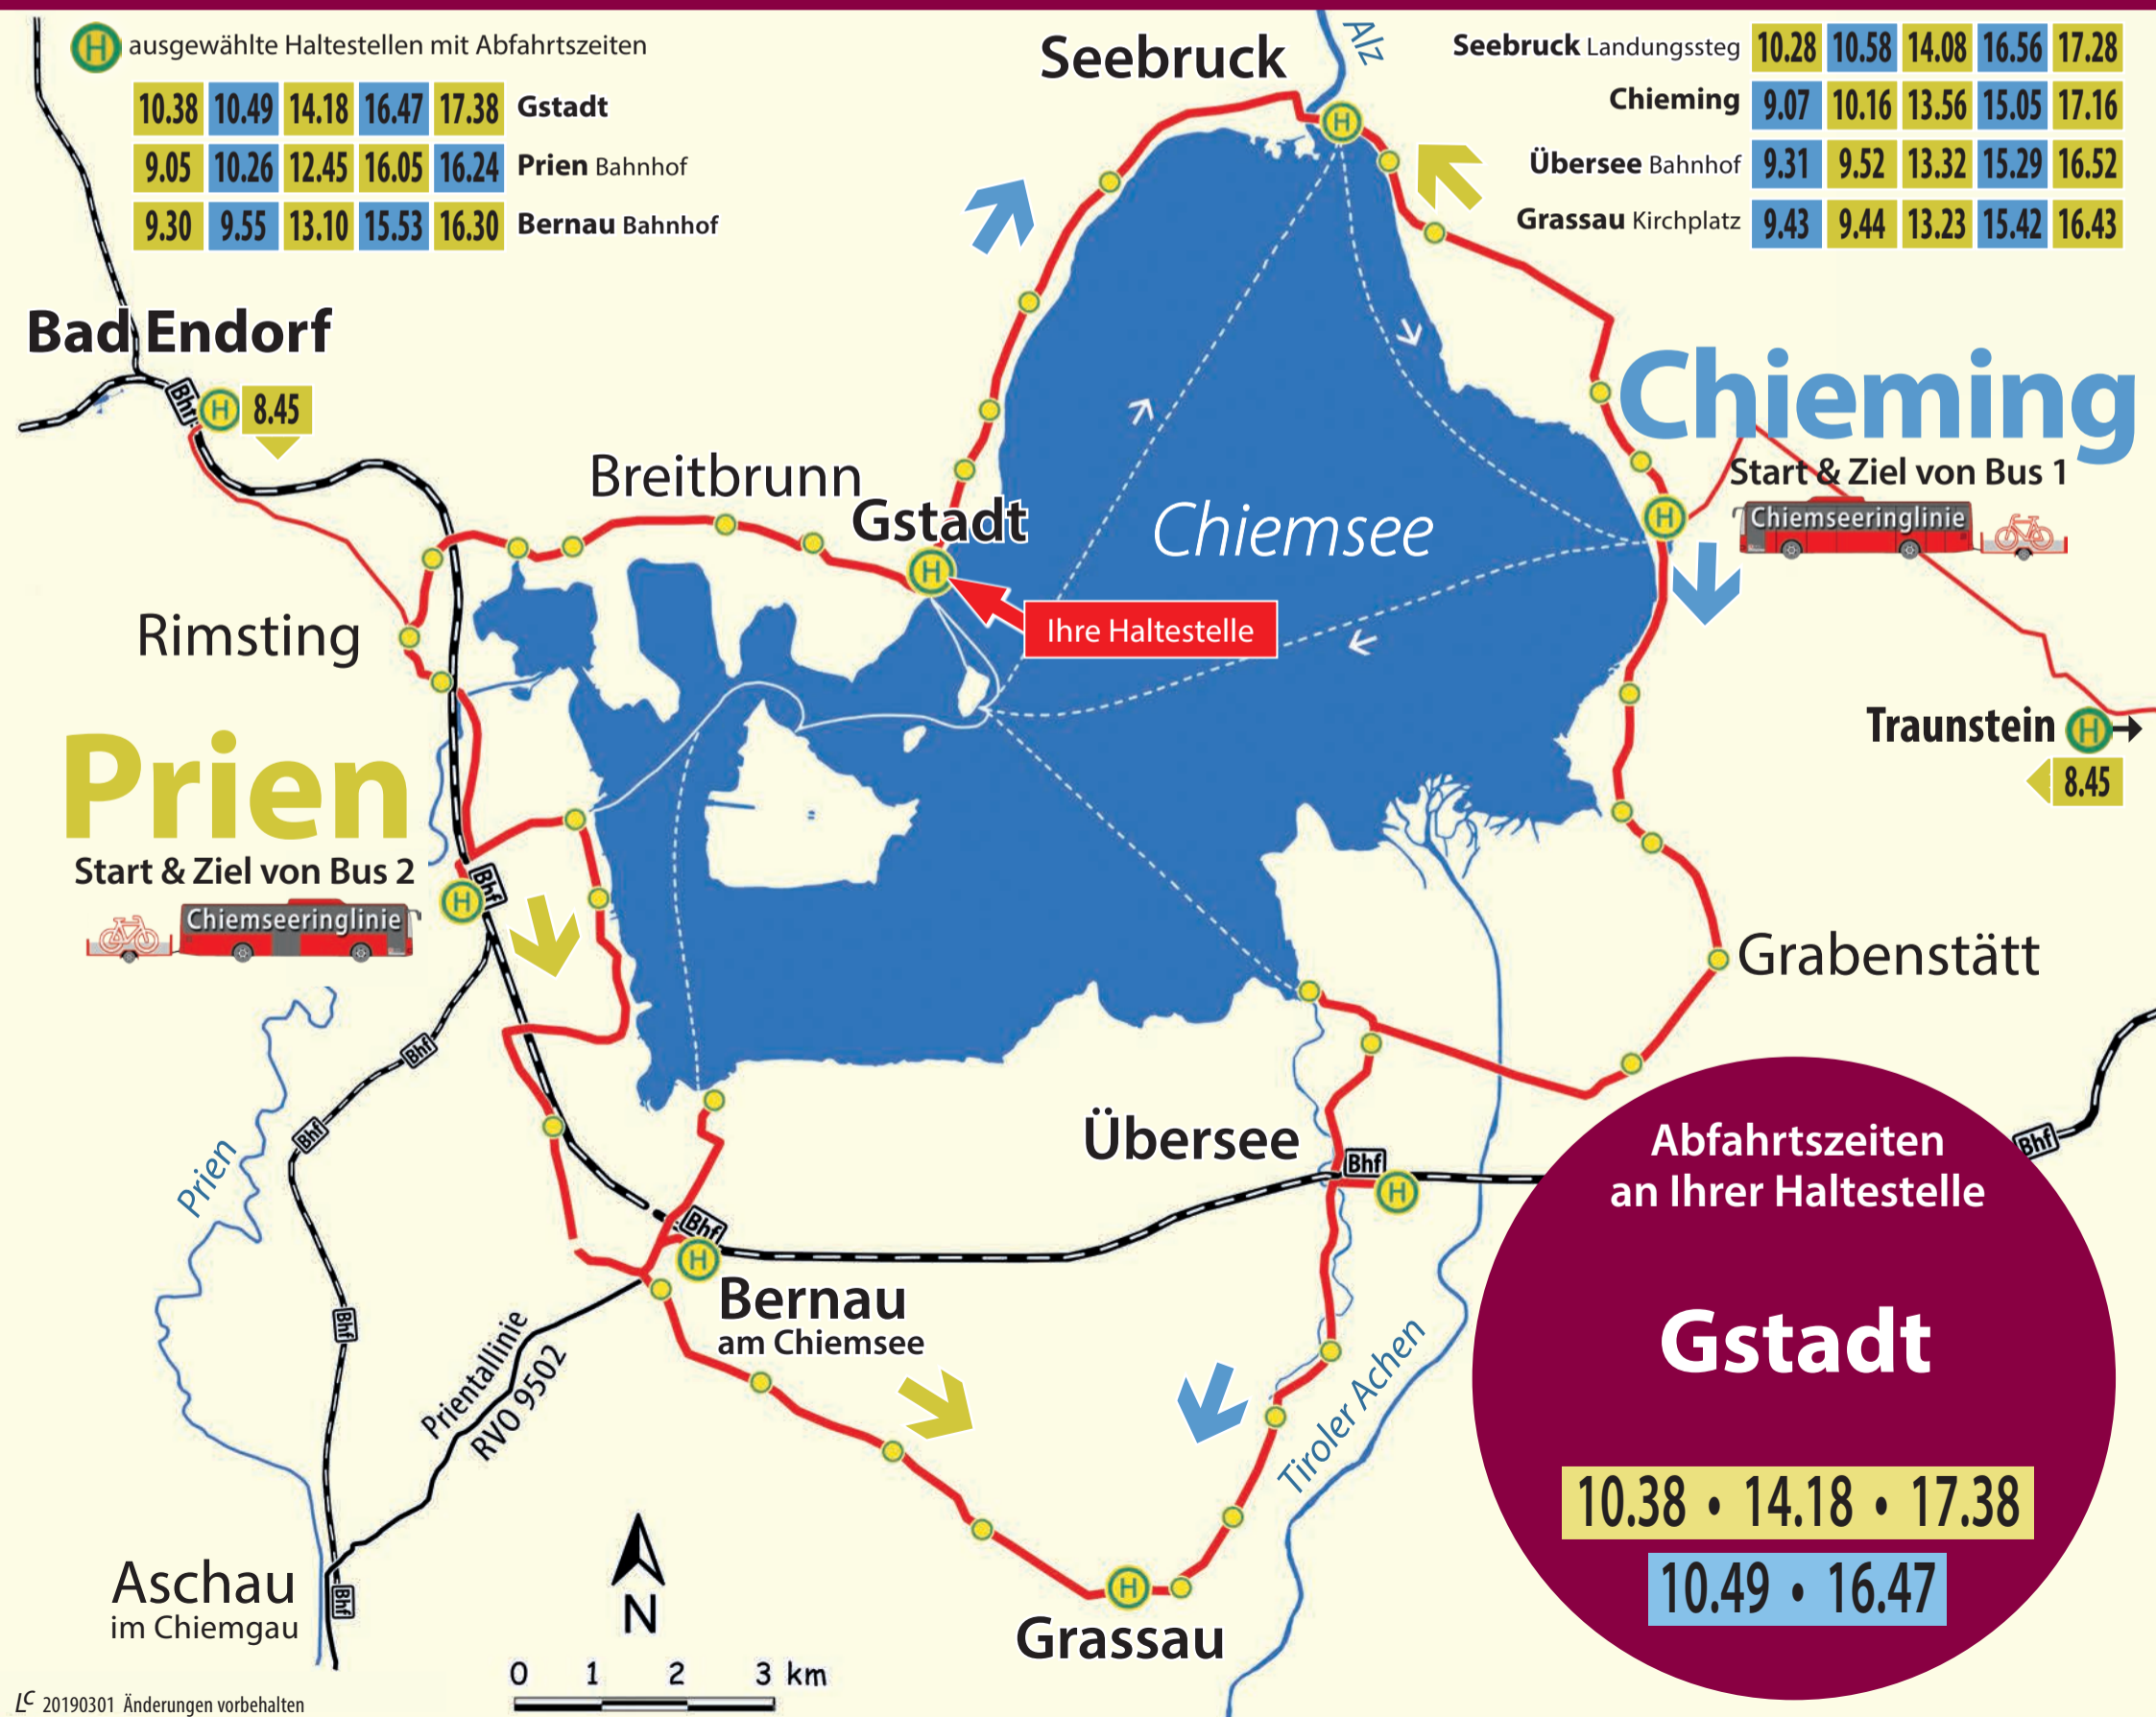 H ausgewählte Haltestellen mit Abfahrtszeiten
10.38 10.49 14.18 16.47 17.38 Gstadt
9.05 10.26 12.45 16.05 16.24 Prien Bahnhof
9.30 9.55 13.10 15.53 16.30 Bernau Bahnhof
Seebruck
Alz
Seebruck Landungssteg 10.28 10.58 14.08 16.56 17.28
Chieming 9.07 10.16 13.56 15.05 17.16
Übersee Bahnhof 9.31 9.52 13.32 15.29 16.52
Grassau Kirchplatz 9.43 9.44 13.23 15.42 16.43
H
Bad Endorf
Bhf H 8.45
Chieming
Start & Ziel von Bus 1
Chiemseeringlinie
H
Breitbrunn
Gstadt
H
Chiemsee
Ihre Haltestelle
Rimsting
Traunstein H
8.45
Prien
Start & Ziel von Bus 2
Chiemseeringlinie
Bhf
H
Grabenstätt
Bhf
Bhf
Prien
Übersee
Bhf
H
Bhf
Bhf
H
Bernau
am Chiemsee
Bhf
Prientallinie
RVO 9502
Tiroler Achen
Abfahrtszeiten
an Ihrer Haltestelle
Gstadt
10.38 • 14.18 • 17.38
10.49 • 16.47
Aschau
im Chiemgau
Bhf
N
H
Grassau
0 1 2 3 km
LC 20190301 Änderungen vorbehalten